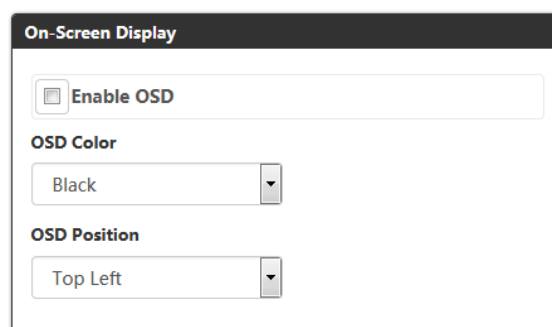 On-Screen Display
Enable OSD
OSD Color
Black
OSD Position
Top Left